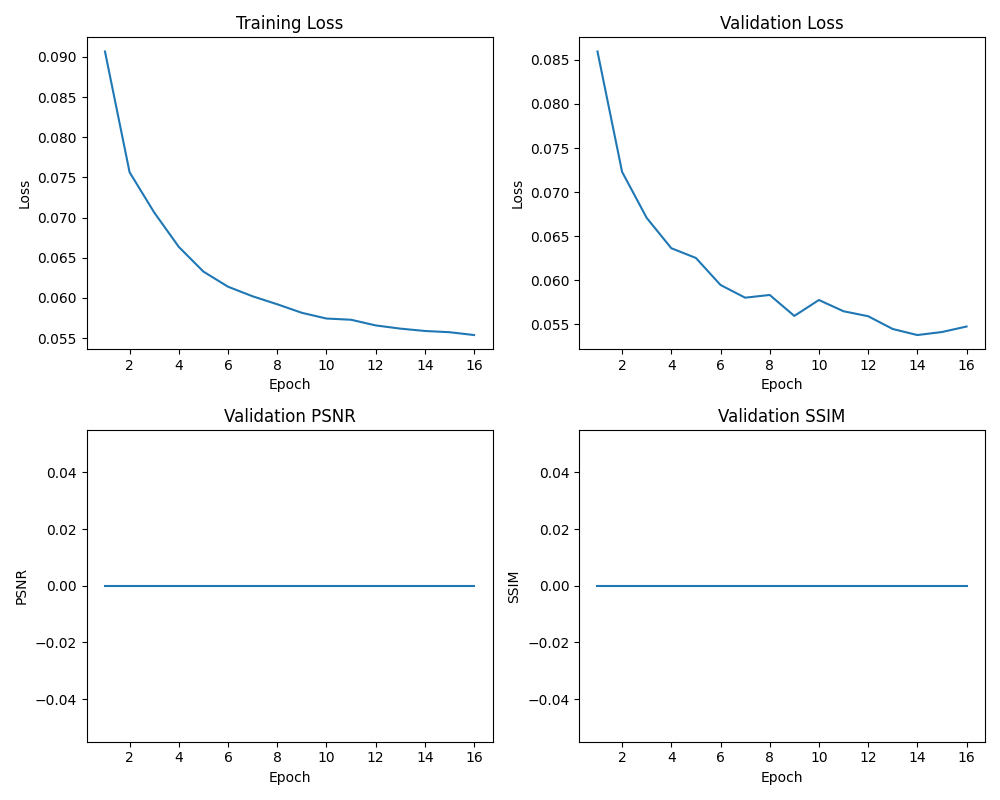 Training Loss
Loss
0.090
0.085
0.080
0.075
0.070
0.065
0.060
0.055
2 4 6 8 10 12 14 16
Epoch
Validation Loss
Loss
0.085
0.080
0.075
0.070
0.065
0.060
0.055
2 4 6 8 10 12 14 16
Epoch
Validation PSNR
PSNR
0.04
0.02
0.00
−0.02
−0.04
2 4 6 8 10 12 14 16
Epoch
Validation SSIM
SSIM
0.04
0.02
0.00
−0.02
−0.04
2 4 6 8 10 12 14 16
Epoch